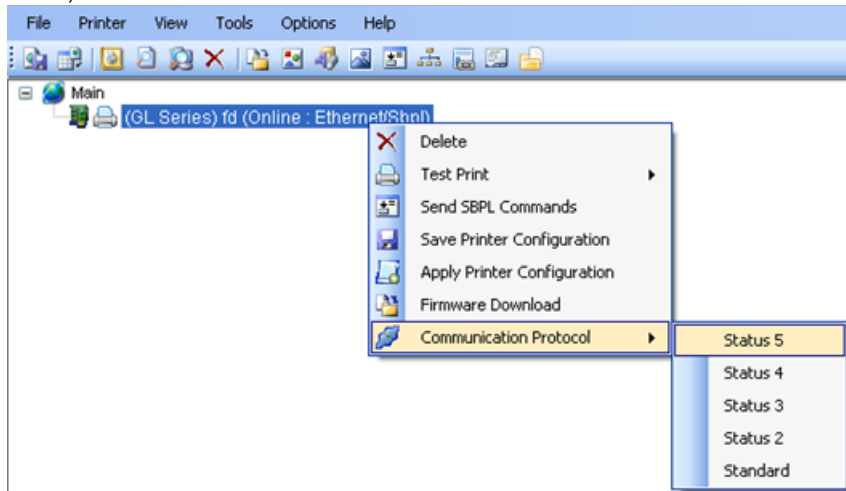 File Printer View Tools Options Help
Main
(GL Series) fd (Online : Ethernet/Sbpl)
Delete
Test Print
Send SBPL Commands
Save Printer Configuration
Apply Printer Configuration
Firmware Download
Communication Protocol
Status 5
Status 4
Status 3
Status 2
Standard